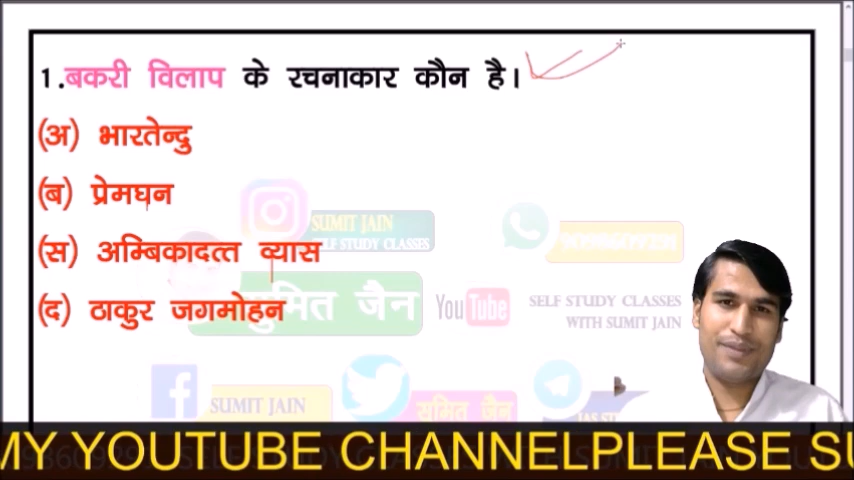 1.बकरी विलाप के रचनाकार कौन है।
(अ) भारतेन्दु
(ब) प्रेमघन
(स) अम्बिकादत्त व्यास
(द) ठाकुर जगमोहन
SUMIT JAIN
SELF STUDY CLASSES
सुमित जैन
YouTube
SELF STUDY CLASSES
WITH SUMIT JAIN
SUMIT JAIN
सुमित जैन
MY YOUTUBE CHANNELPLEASE SU